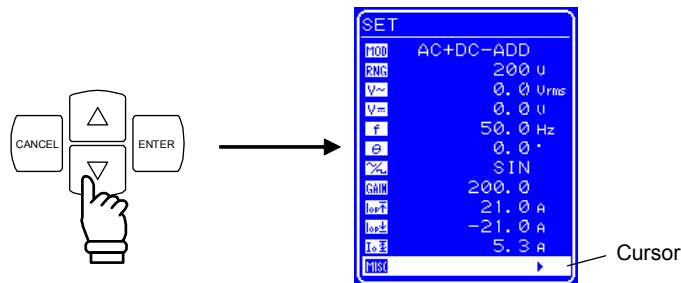 CANCEL
ENTER
SET
MOD AC+DC-ADD
RNG 200 V
V~ 0.0 Vrms
V⎓ 0.0 V
f 50.0 Hz
θ 0.0 °
SIN
GAIN 200.0
21.0 A
-21.0 A
5.3 A
MISC
Cursor